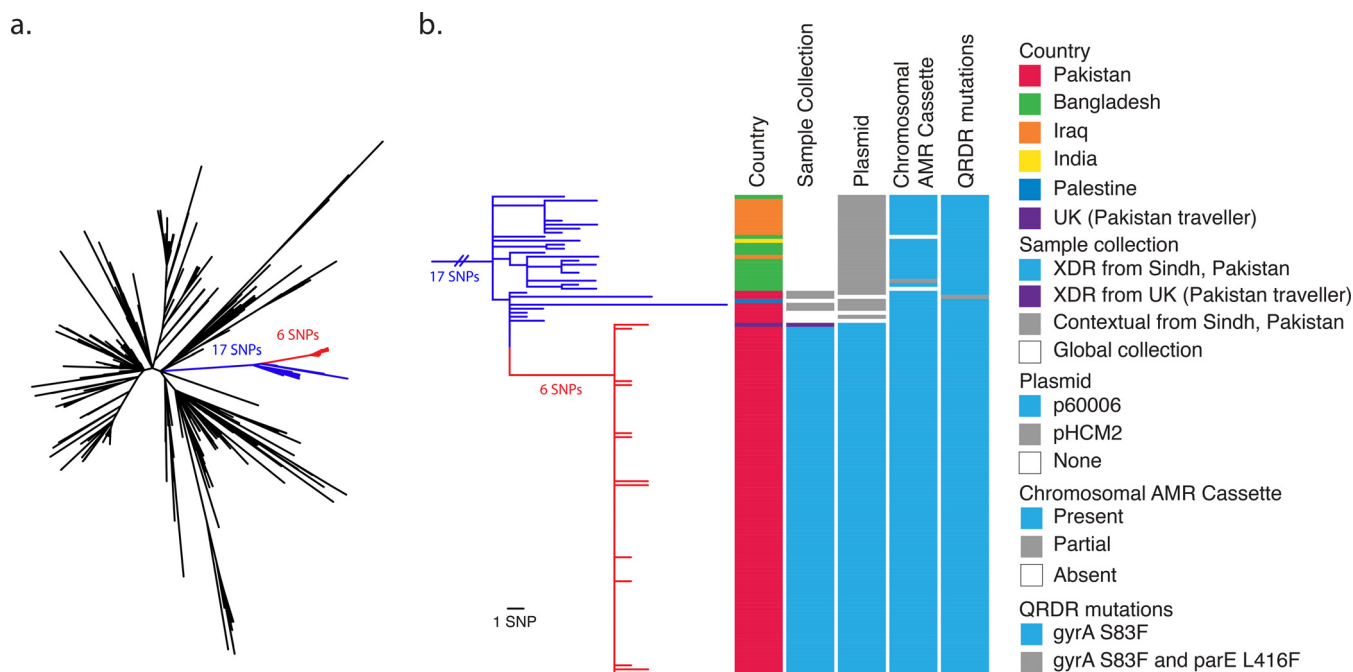 a.
17 SNPs
6 SNPs
b.
17 SNPs
6 SNPs
1 SNP
Country
Sample Collection
Plasmid
Chromosomal
AMR Cassette
QRDR mutations
Country
Pakistan
Bangladesh
Iraq
India
Palestine
UK (Pakistan traveller)
Sample collection
XDR from Sindh, Pakistan
XDR from UK (Pakistan traveller)
Contextual from Sindh, Pakistan
Global collection
Plasmid
p60006
pHCM2
None
Chromosomal AMR Cassette
Present
Partial
Absent
QRDR mutations
gyrA S83F
gyrA S83F and parE L416F